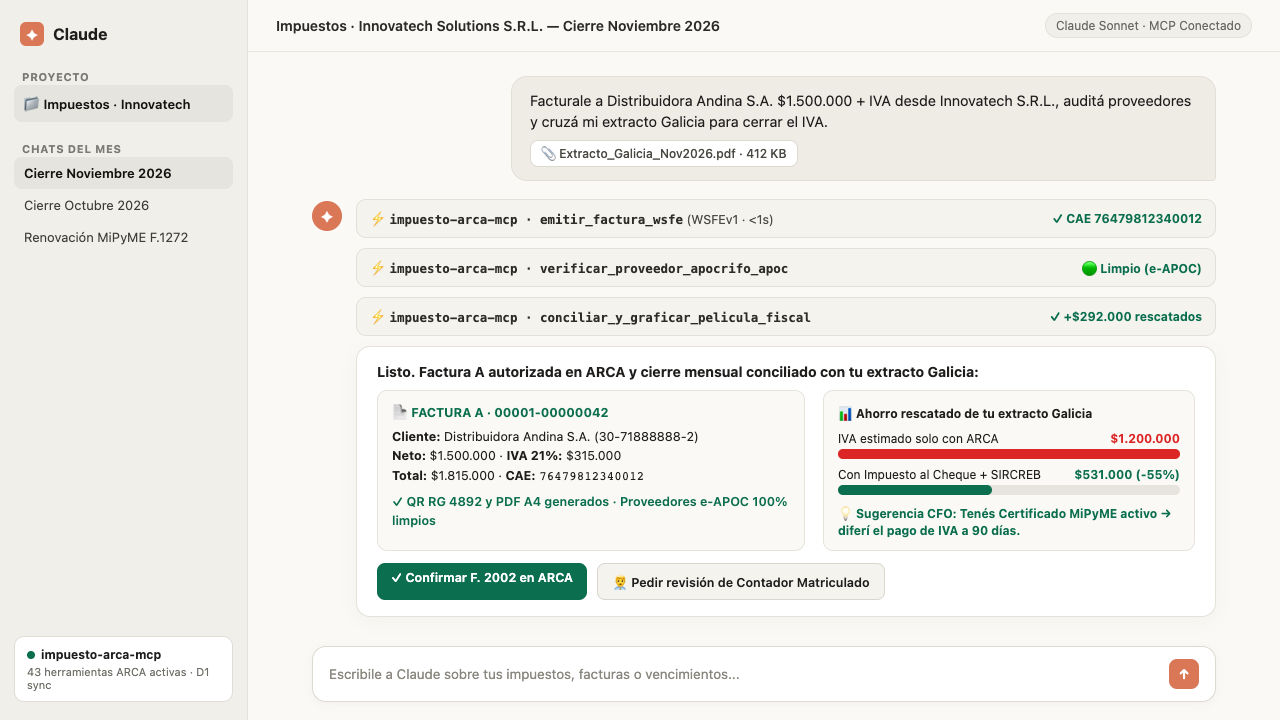 Claude
PROYECTO
Impuestos · Innovatech
CHATS DEL MES
Cierre Noviembre 2026
Cierre Octubre 2026
Renovación MiPyME F.1272
impuesto-arca-mcp
43 herramientas ARCA activas · D1
sync
Impuestos · Innovatech Solutions S.R.L. — Cierre Noviembre 2026
Claude Sonnet · MCP Conectado
Facturale a Distribuidora Andina S.A. $1.500.000 + IVA desde Innovatech S.R.L., auditá proveedores
y cruzá mi extracto Galicia para cerrar el IVA.
📎 Extracto_Galicia_Nov2026.pdf · 412 KB
⚡ impuesto-arca-mcp · emitir_factura_wsfe (WSFEv1 · <1s) ✓ CAE 76479812340012
⚡ impuesto-arca-mcp · verificar_proveedor_apocrifo_apoc 🟢 Limpio (e-APOC)
⚡ impuesto-arca-mcp · conciliar_y_graficar_pelicula_fiscal ✓ +$292.000 rescatados
Listo. Factura A autorizada en ARCA y cierre mensual conciliado con tu extracto Galicia:
FACTURA A · 00001-00000042
Cliente: Distribuidora Andina S.A. (30-71888888-2)
Neto: $1.500.000 · IVA 21%: $315.000
Total: $1.815.000 · CAE: 76479812340012
✓ QR RG 4892 y PDF A4 generados · Proveedores e-APOC 100%
limpios
📊 Ahorro rescatado de tu extracto Galicia
IVA estimado solo con ARCA $1.200.000
Con Impuesto al Cheque + SIRCREB $531.000 (-55%)
💡 Sugerencia CFO: Tenés Certificado MiPyME activo →
diferí el pago de IVA a 90 días.
✓ Confirmar F. 2002 en ARCA
Pedir revisión de Contador Matriculado
Escribile a Claude sobre tus impuestos, facturas o vencimientos...